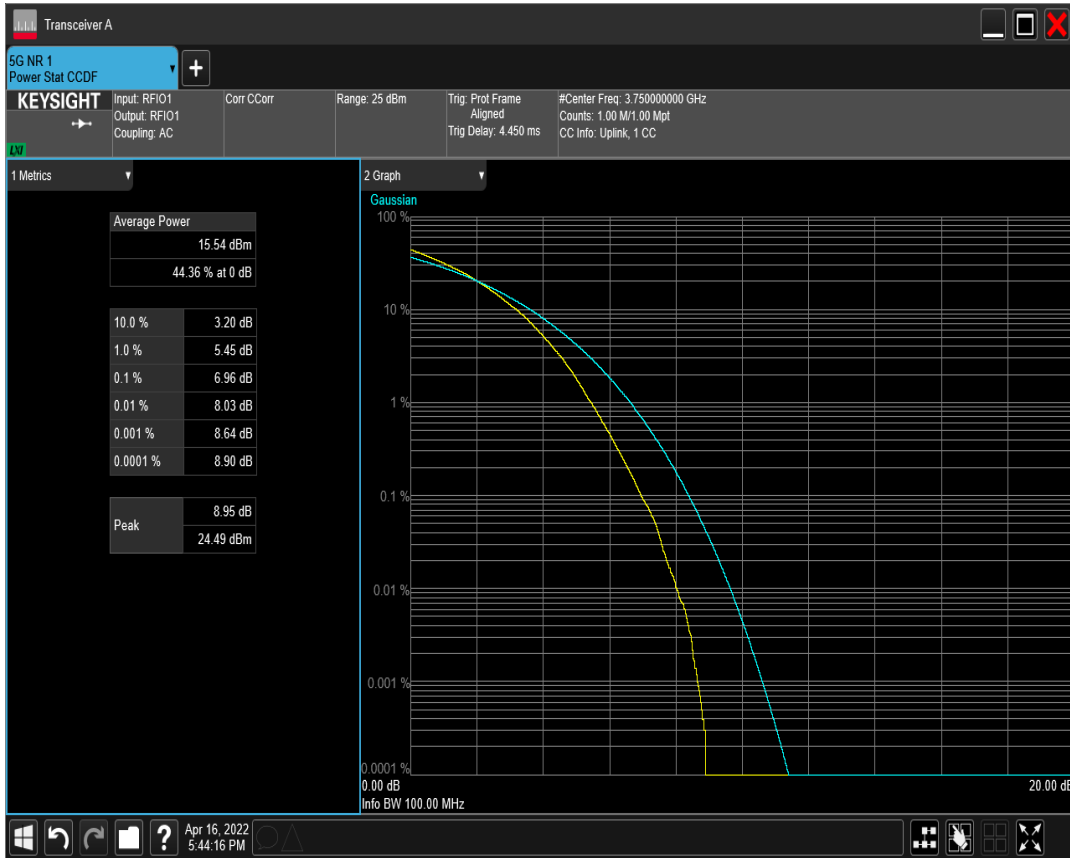 Transceiver A
5G NR 1
Power Stat CCDF
+
KEYSIGHT
LXI
Input: RFIO1
Output: RFIO1
Coupling: AC
Corr CCorr
Range: 25 dBm
Trig: Prot Frame
Aligned
Trig Delay: 4.450 ms
#Center Freq: 3.750000000 GHz
Counts: 1.00 M/1.00 Mpt
CC Info: Uplink, 1 CC
1 Metrics
Average Power
15.54 dBm
44.36 % at 0 dB
10.0 % 3.20 dB
1.0 % 5.45 dB
0.1 % 6.96 dB
0.01 % 8.03 dB
0.001 % 8.64 dB
0.0001 % 8.90 dB
Peak 8.95 dB
24.49 dBm
2 Graph
Gaussian
100 %
10 %
1 %
0.1 %
0.01 %
0.001 %
0.0001 %
0.00 dB 20.00 dB
Info BW 100.00 MHz
?
Apr 16, 2022
5:44:16 PM